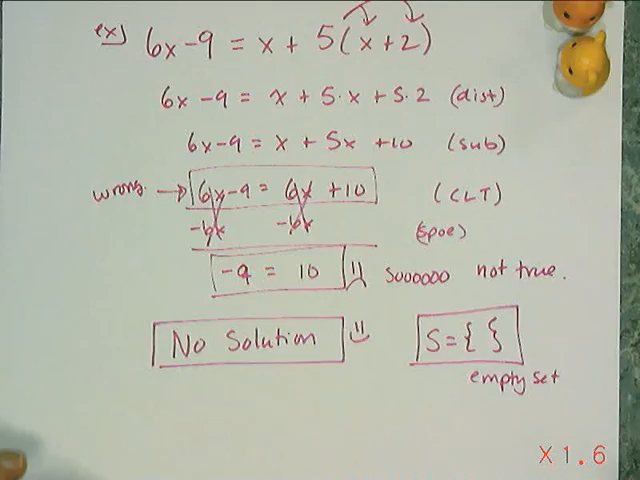 ex) 6x-9 = x + 5(x+2)
6x-9 = x + 5·x + 5·2 (dist)
6x-9 = x + 5x + 10 (sub)
wrong. → 6x-9 = 6x + 10 (CLT)
-6x -6x (spoe)
-9 = 10 Soooooo not true.
No Solution S = { }
empty set
X1.6